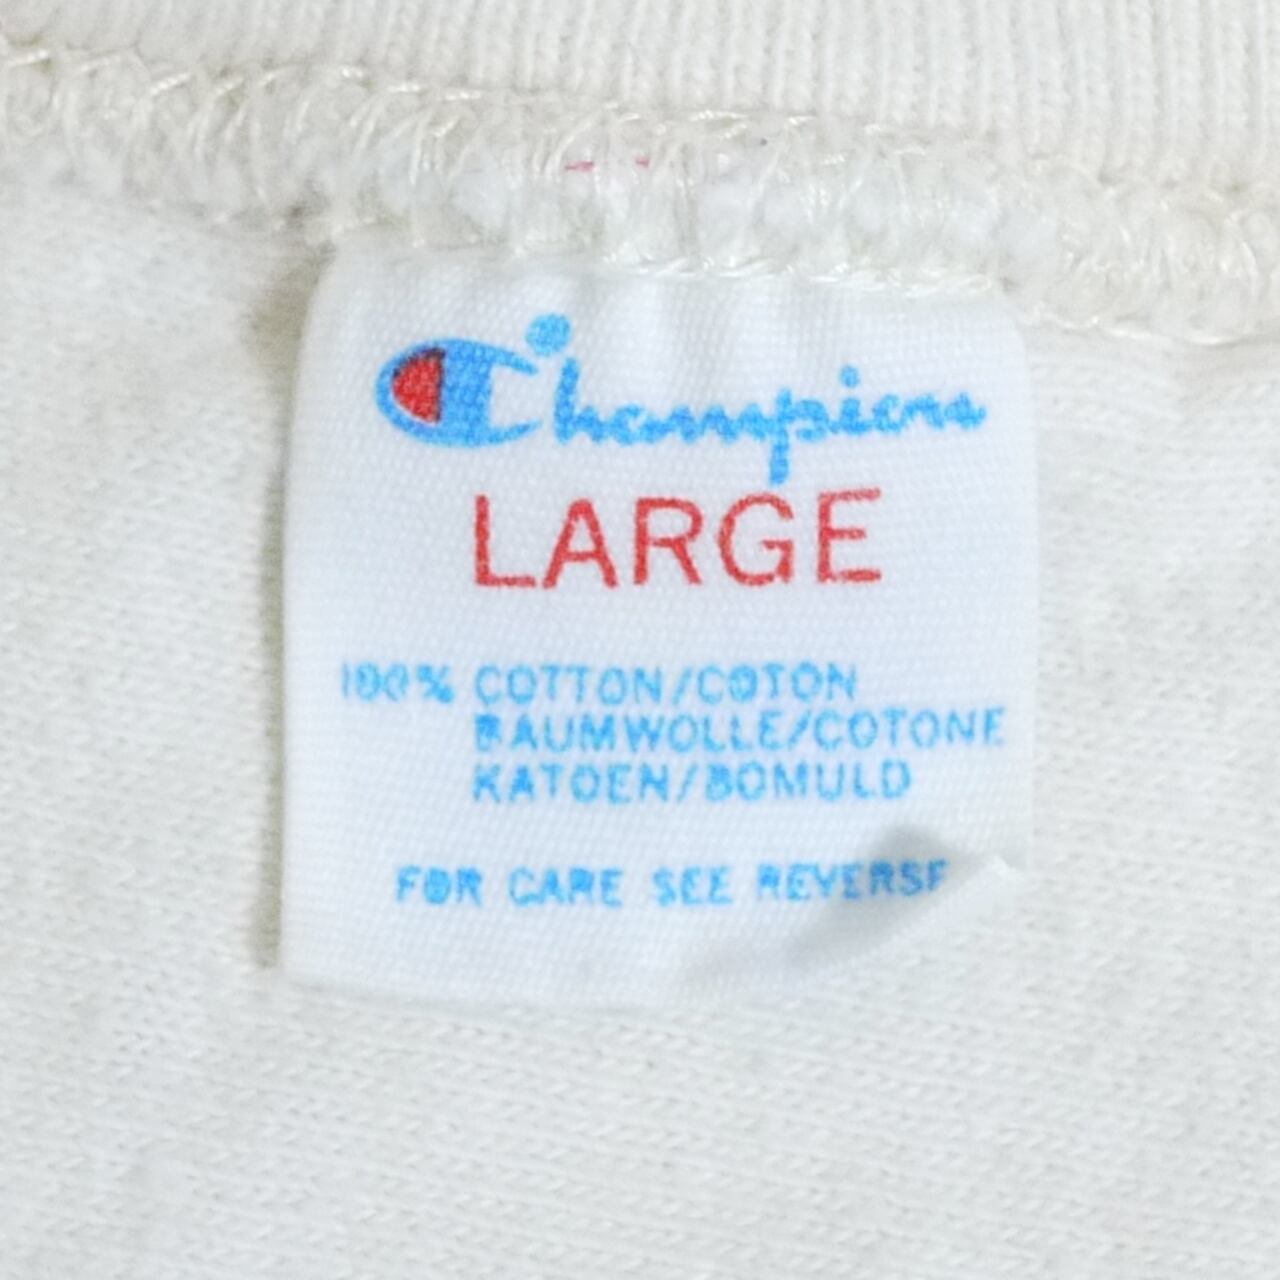 Champion
LARGE
100% COTTON/COTON
BAUMWOLLE/COTONE
KATOEN/BOMULD
FOR CARE SEE REVERSE